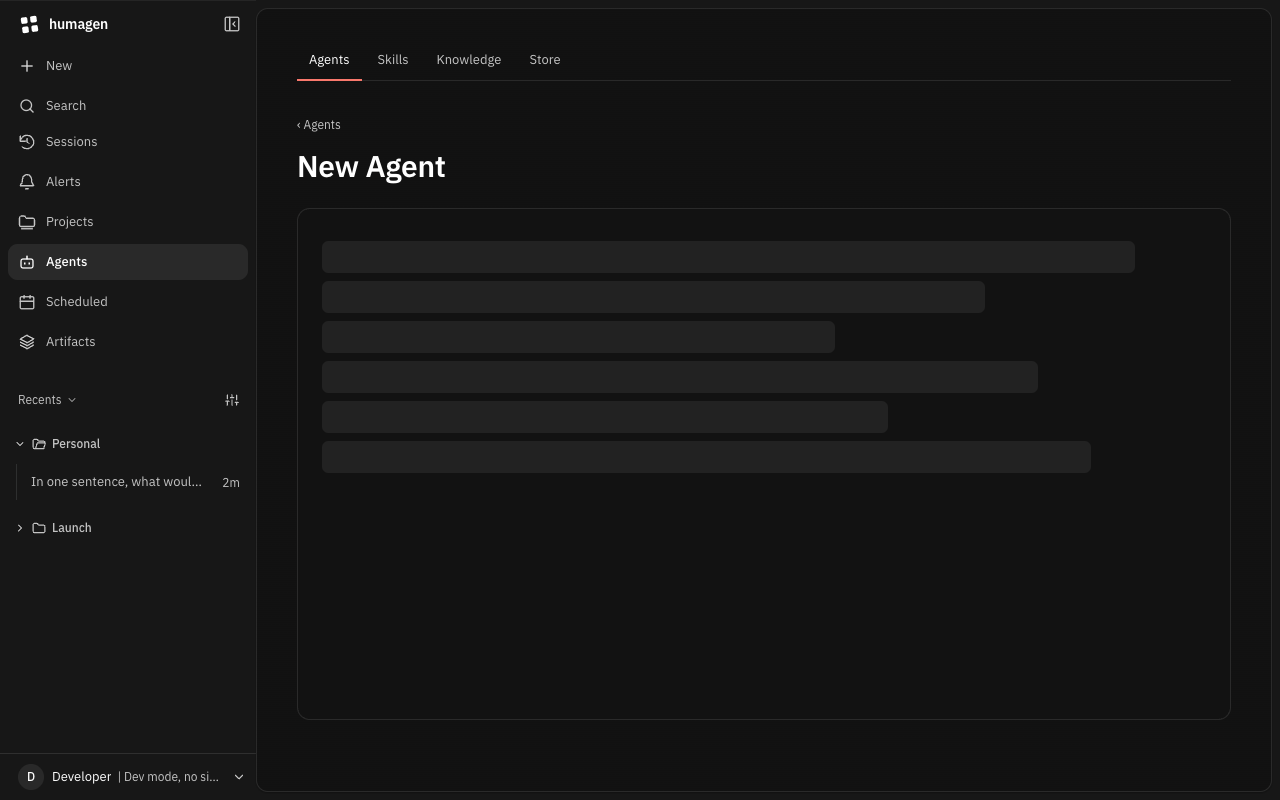 humagen
New
Search
Sessions
Alerts
Projects
Agents
Scheduled
Artifacts
Recents
Personal
In one sentence, what woul... 2m
Launch
D Developer | Dev mode, no si...
Agents Skills Knowledge Store
‹ Agents
New Agent